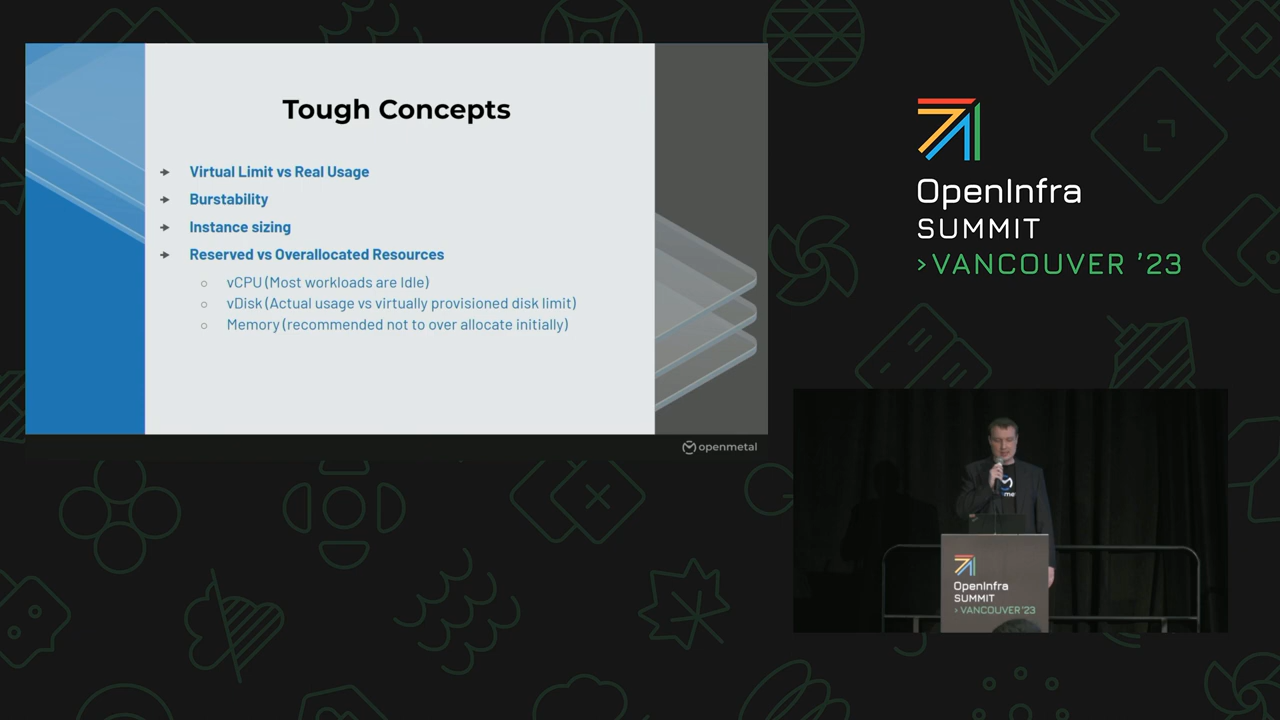 Tough Concepts
Virtual Limit vs Real Usage
Burstability
Instance sizing
Reserved vs Overallocated Resources
vCPU (Most workloads are Idle)
vDisk (Actual usage vs virtually provisioned disk limit)
Memory (recommended not to over allocate initially)
openmetal
OpenInfra
SUMMIT
>VANCOUVER ’23
OpenInfra
SUMMIT
> VANCOUVER’23